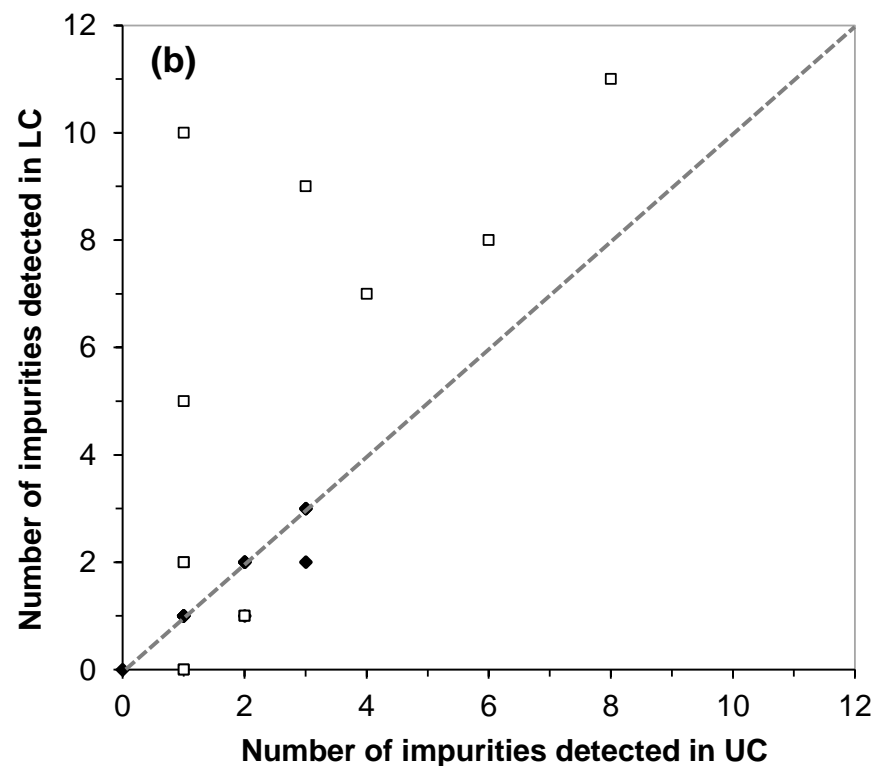 (b)
Number of impurities detected in LC
12
10
8
6
4
2
0
0 2 4 6 8 10 12
Number of impurities detected in UC